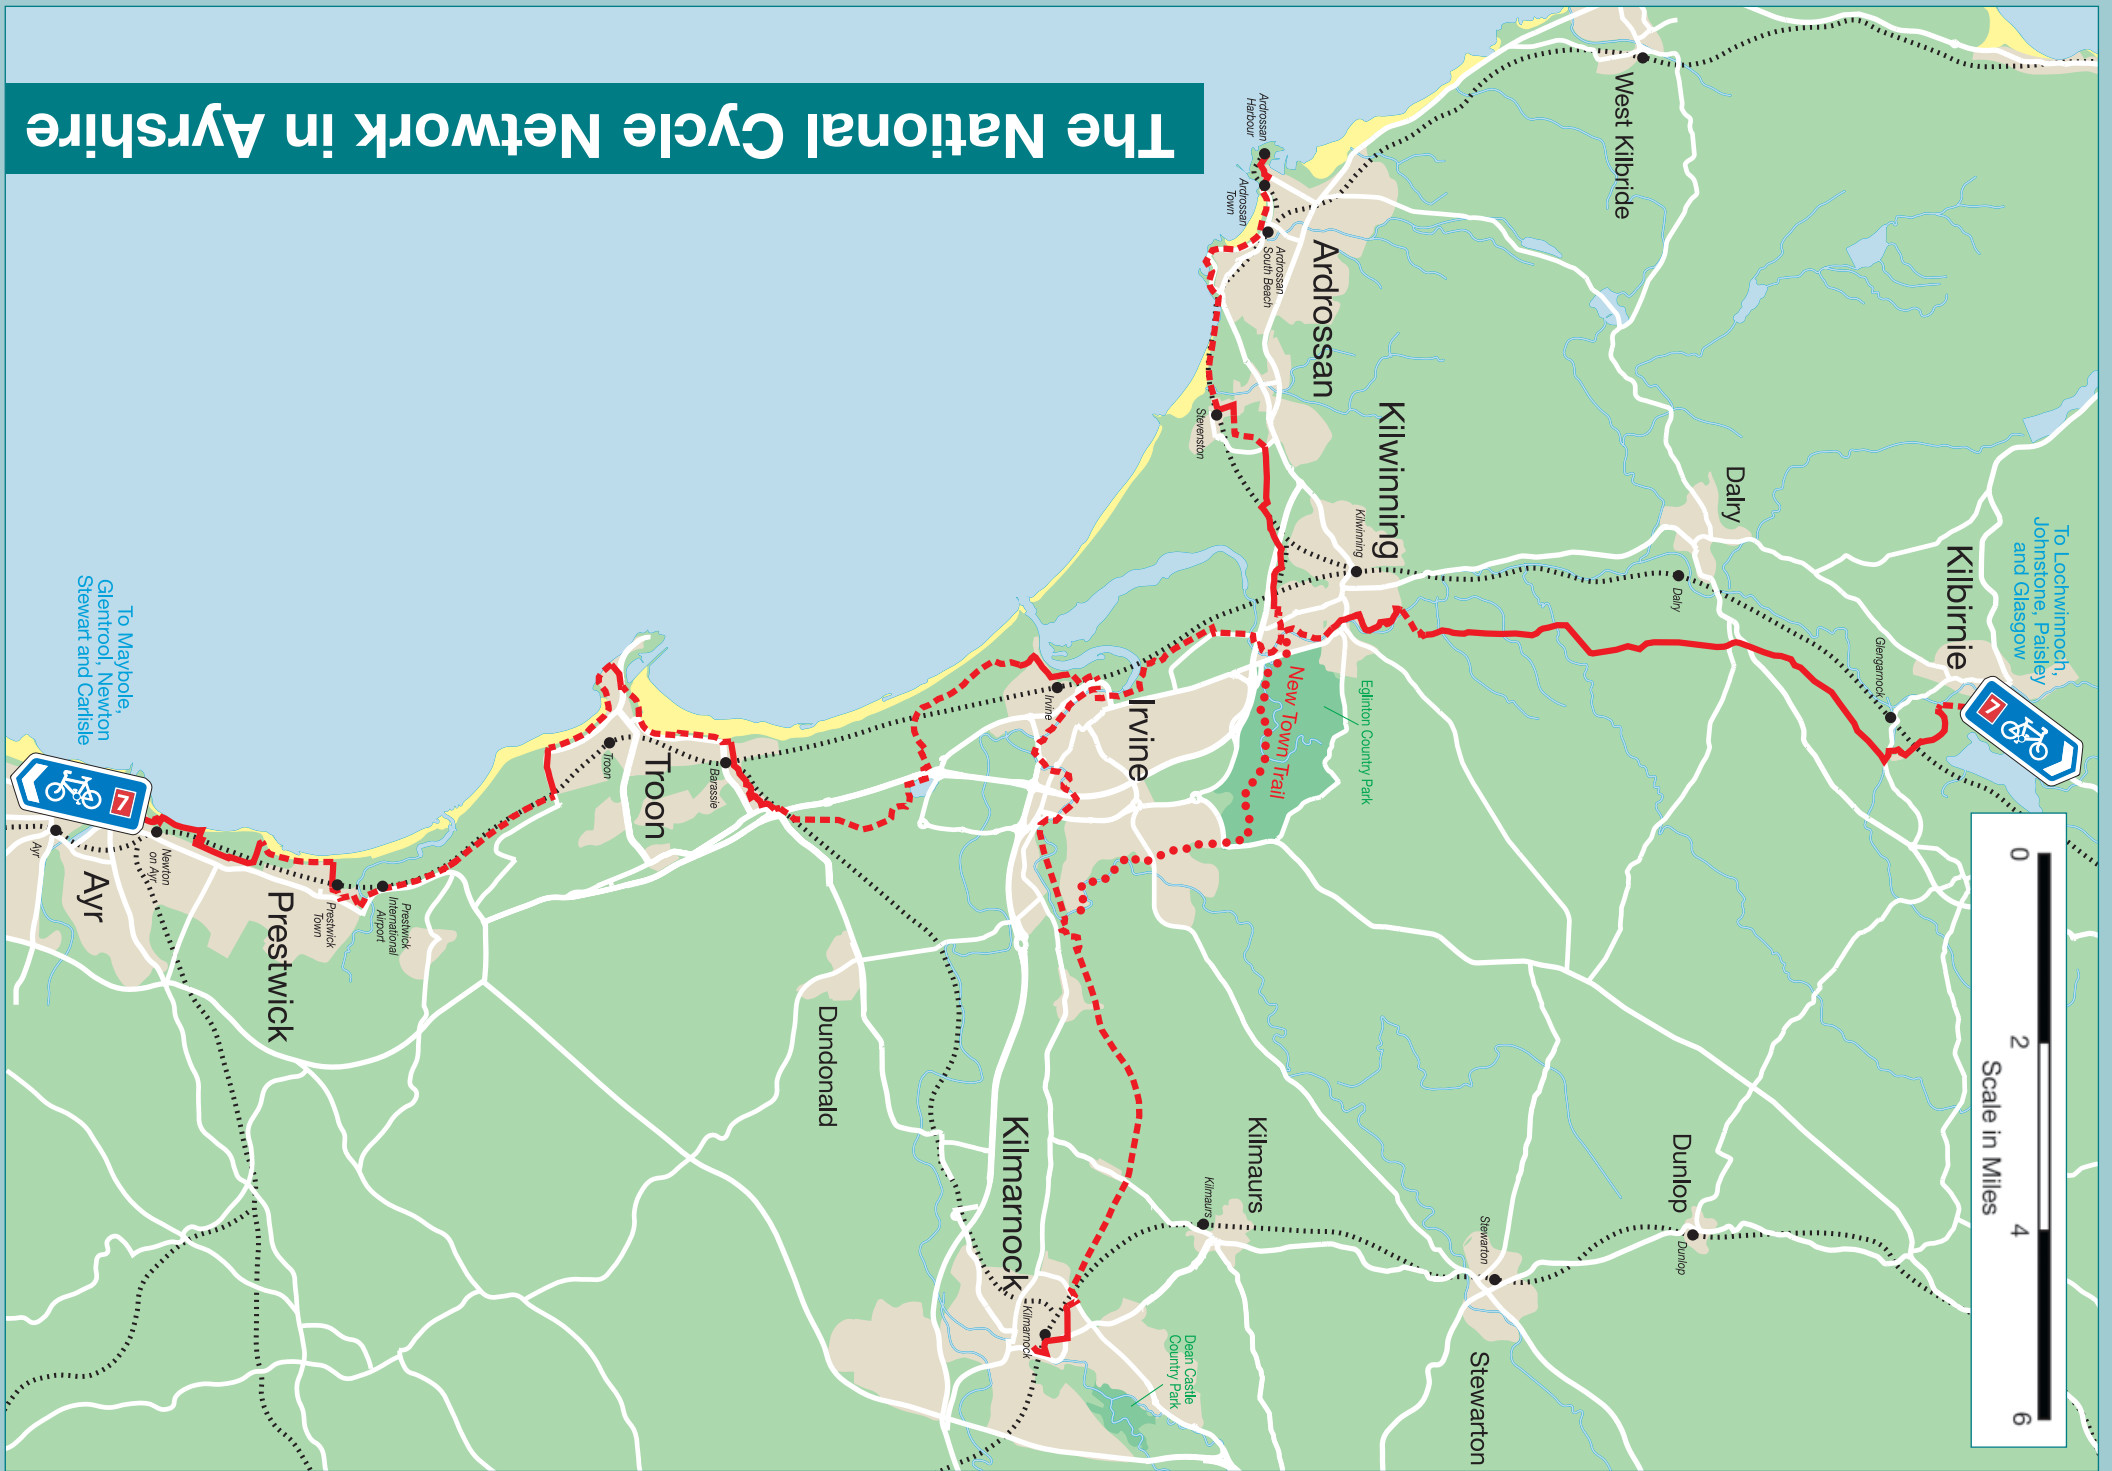 The National Cycle Network in Ayrshire
To Lochwinnoch,
Johnstone, Paisley
and Glasgow
7
Kilbirnie
Glengarnock
Dalry
Dalry
West Kilbride
Kilwinning
Kilwinning
Ardrossan
Ardrossan
Harbour
Ardrossan
Town
Ardrossan
South Beach
Stevenston
New Town Trail
Eglinton Country Park
Irvine
Irvine
Dunlop
Dunlop
Stewarton
Stewarton
Kilmaurs
Kilmaurs
Dean Castle
Country Park
Kilmarnock
Kilmarnock
Dundonald
Barassie
Troon
Troon
Prestwick
International
Airport
Prestwick
Town
Prestwick
Newton
on Ayr
Ayr
Ayr
7
To Maybole,
Glentrool, Newton
Stewart and Carlisle
0 2 4 6
Scale in Miles